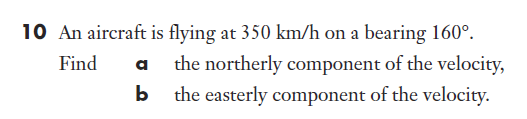 10 An aircraft is flying at 350 km/h on a bearing 160°.
Find a the northerly component of the velocity,
b the easterly component of the velocity.